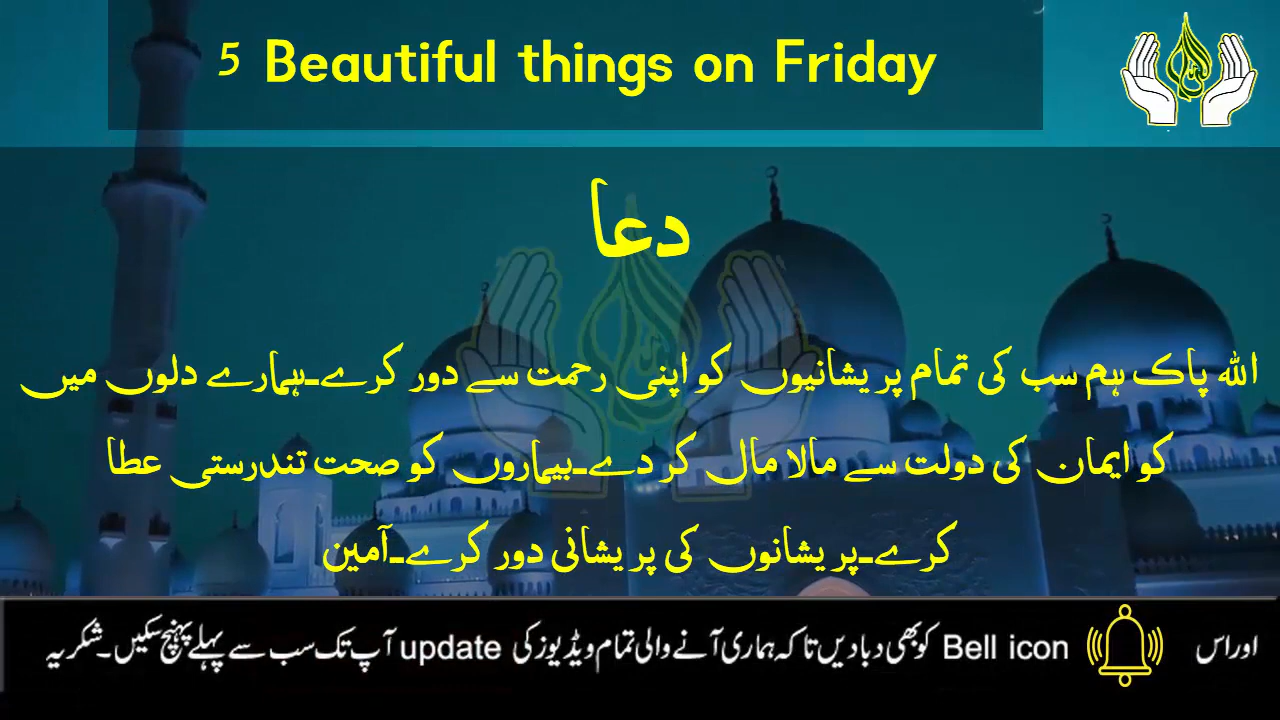 5 Beautiful things on Friday
دعا
اللہ پاک ہم سب کی تمام پریشانیوں کو اپنی رحمت سے دور کرے۔ہمارے دلوں میں
کو ایمان کی دولت سے مالا مال کر دے۔بیماروں کو صحت تندرستی عطا
کرے۔پریشانوں کی پریشانی دور کرے۔آمین
اور اس Bell icon کو بھی دبا دیں تاکہ ہماری آنے والی تمام ویڈیوز کی update آپ تک سب سے پہلے پہنچ سکیں۔شکریہ